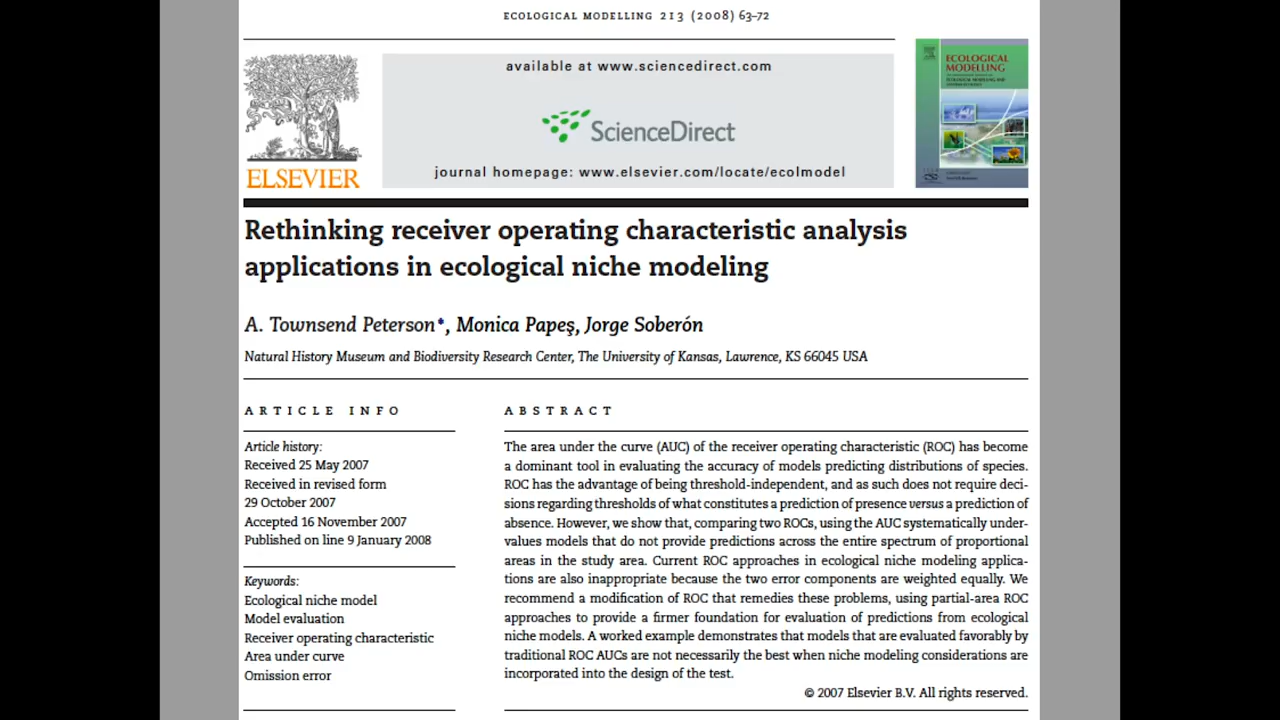 ECOLOGICAL MODELLING 213 (2008) 63–72
available at www.sciencedirect.com
ScienceDirect
journal homepage: www.elsevier.com/locate/ecolmodel
ELSEVIER
ECOLOGICAL
MODELLING
Rethinking receiver operating characteristic analysis
applications in ecological niche modeling
A. Townsend Peterson*, Monica Papeş, Jorge Soberón
Natural History Museum and Biodiversity Research Center, The University of Kansas, Lawrence, KS 66045 USA
ARTICLE INFO
Article history:
Received 25 May 2007
Received in revised form
29 October 2007
Accepted 16 November 2007
Published on line 9 January 2008
Keywords:
Ecological niche model
Model evaluation
Receiver operating characteristic
Area under curve
Omission error
ABSTRACT
The area under the curve (AUC) of the receiver operating characteristic (ROC) has become
a dominant tool in evaluating the accuracy of models predicting distributions of species.
ROC has the advantage of being threshold-independent, and as such does not require deci-
sions regarding thresholds of what constitutes a prediction of presence versus a prediction of
absence. However, we show that, comparing two ROCs, using the AUC systematically under-
values models that do not provide predictions across the entire spectrum of proportional
areas in the study area. Current ROC approaches in ecological niche modeling applica-
tions are also inappropriate because the two error components are weighted equally. We
recommend a modification of ROC that remedies these problems, using partial-area ROC
approaches to provide a firmer foundation for evaluation of predictions from ecological
niche models. A worked example demonstrates that models that are evaluated favorably by
traditional ROC AUCs are not necessarily the best when niche modeling considerations are
incorporated into the design of the test.
© 2007 Elsevier B.V. All rights reserved.